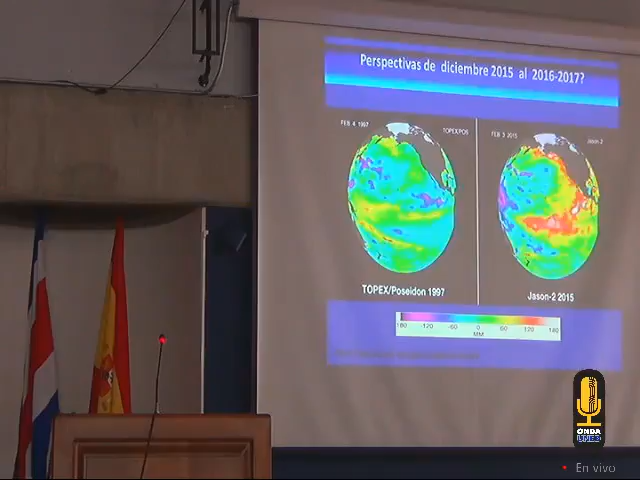 Perspectivas de diciembre 2015 al 2016-2017?
FEB 4 1997
TOPEX/POS
FEB 3 2015
Jason-2
TOPEX/Poseidon 1997
Jason-2 2015
-180 -120 -60 0 60 120 180
MM
ONDA
UNED
En vivo